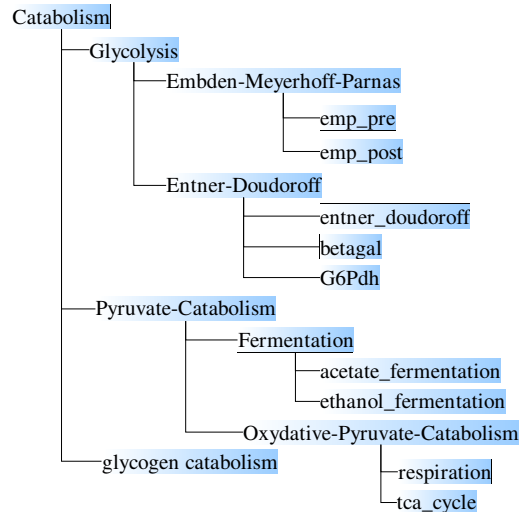 Catabolism
Glycolysis
Embden-Meyerhoff-Parnas
emp_pre
emp_post
Entner-Doudoroff
entner_doudoroff
betagal
G6Pdh
Pyruvate-Catabolism
Fermentation
acetate_fermentation
ethanol_fermentation
Oxydative-Pyruvate-Catabolism
glycogen catabolism
respiration
tca_cycle